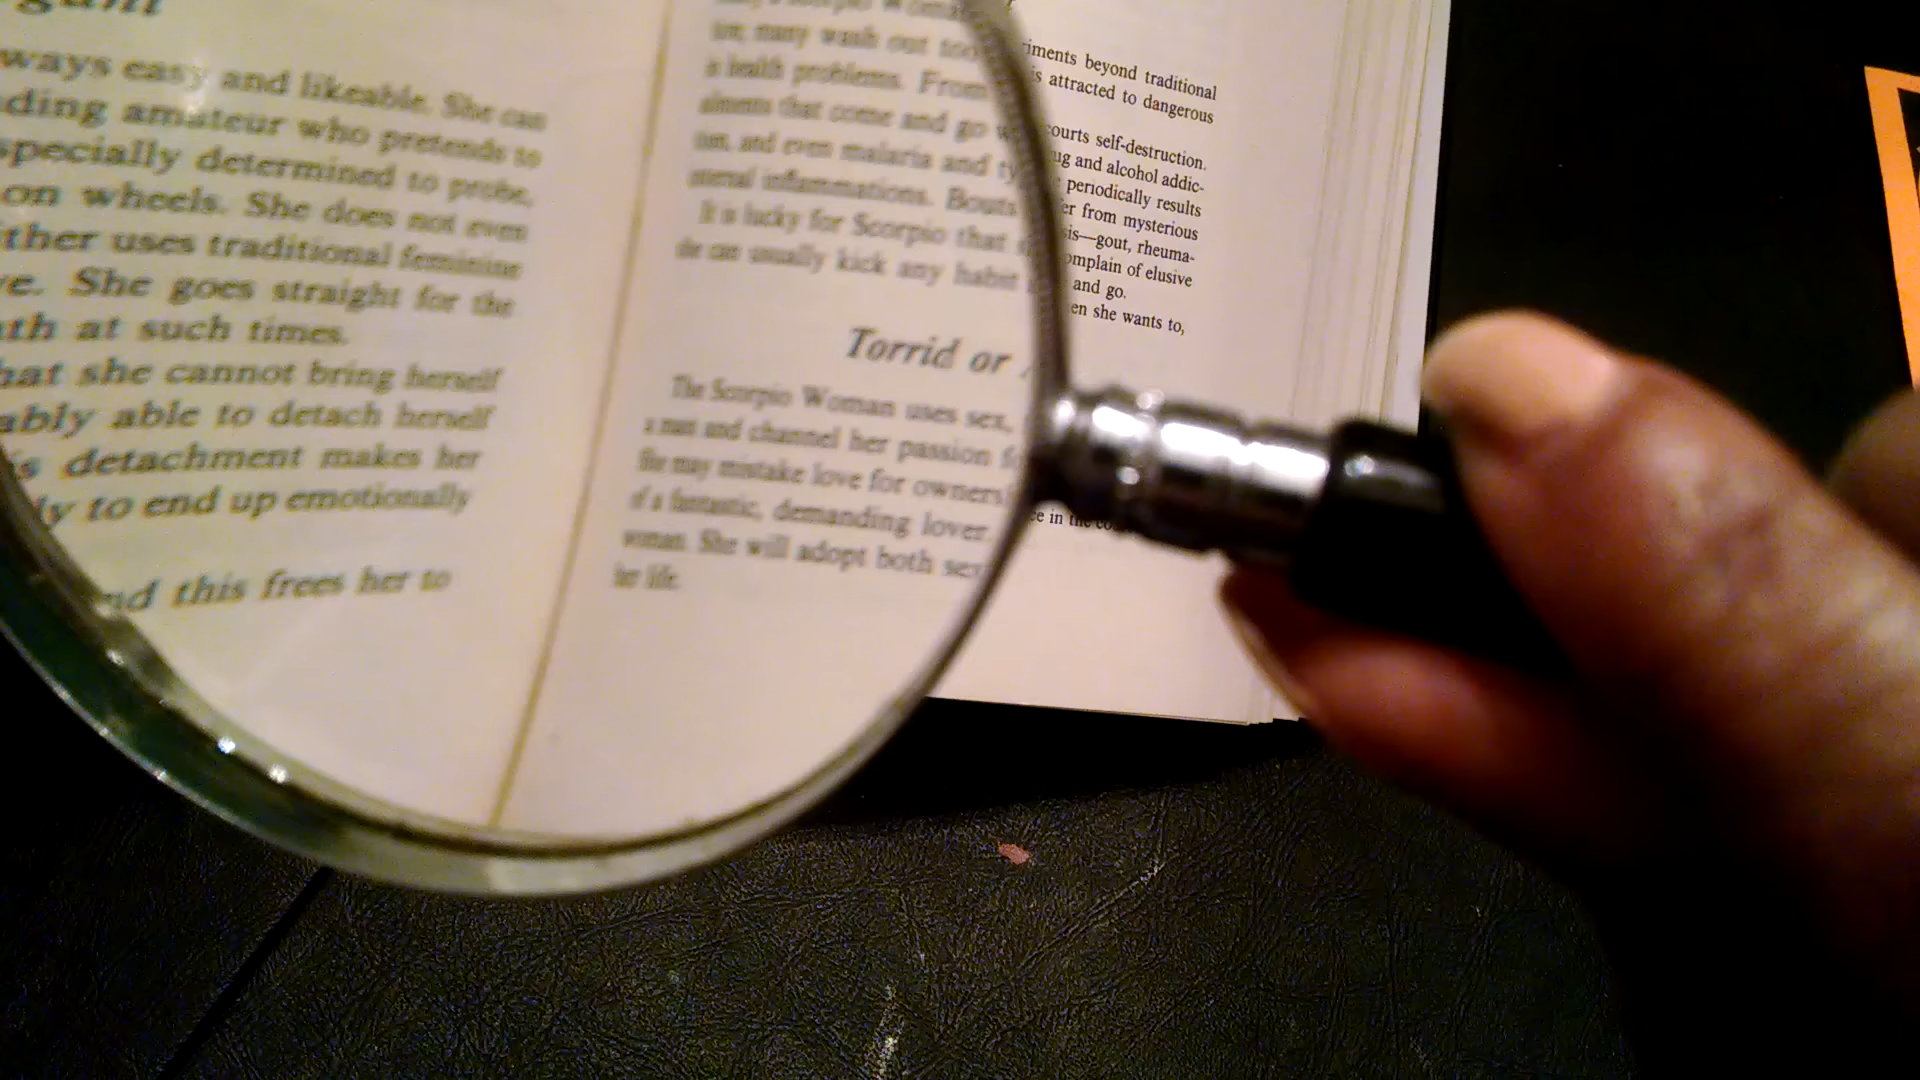 ways easy and likeable. She can
ding amateur who pretends to
specially determined to probe,
on wheels. She does not even
ther uses traditional feminine
e. She goes straight for the
th at such times.
hat she cannot bring herself
ably able to detach herself
s detachment makes her
ly to end up emotionally
nd this frees her to
many wash out too
health problems. From
ailments that come and go
and even malaria and
inflammations. Bouts
It is lucky for Scorpio that
she can usually kick any habit
Torrid or
The Scorpio Woman uses sex,
a man and channel her passion
She may mistake love for owners
of a fantastic, demanding lover
woman. She will adopt both sex
her life.
iments beyond traditional
is attracted to dangerous
courts self-destruction.
ug and alcohol addic-
periodically results
er from mysterious
is—gout, rheuma-
omplain of elusive
and go.
en she wants to,
ce in the